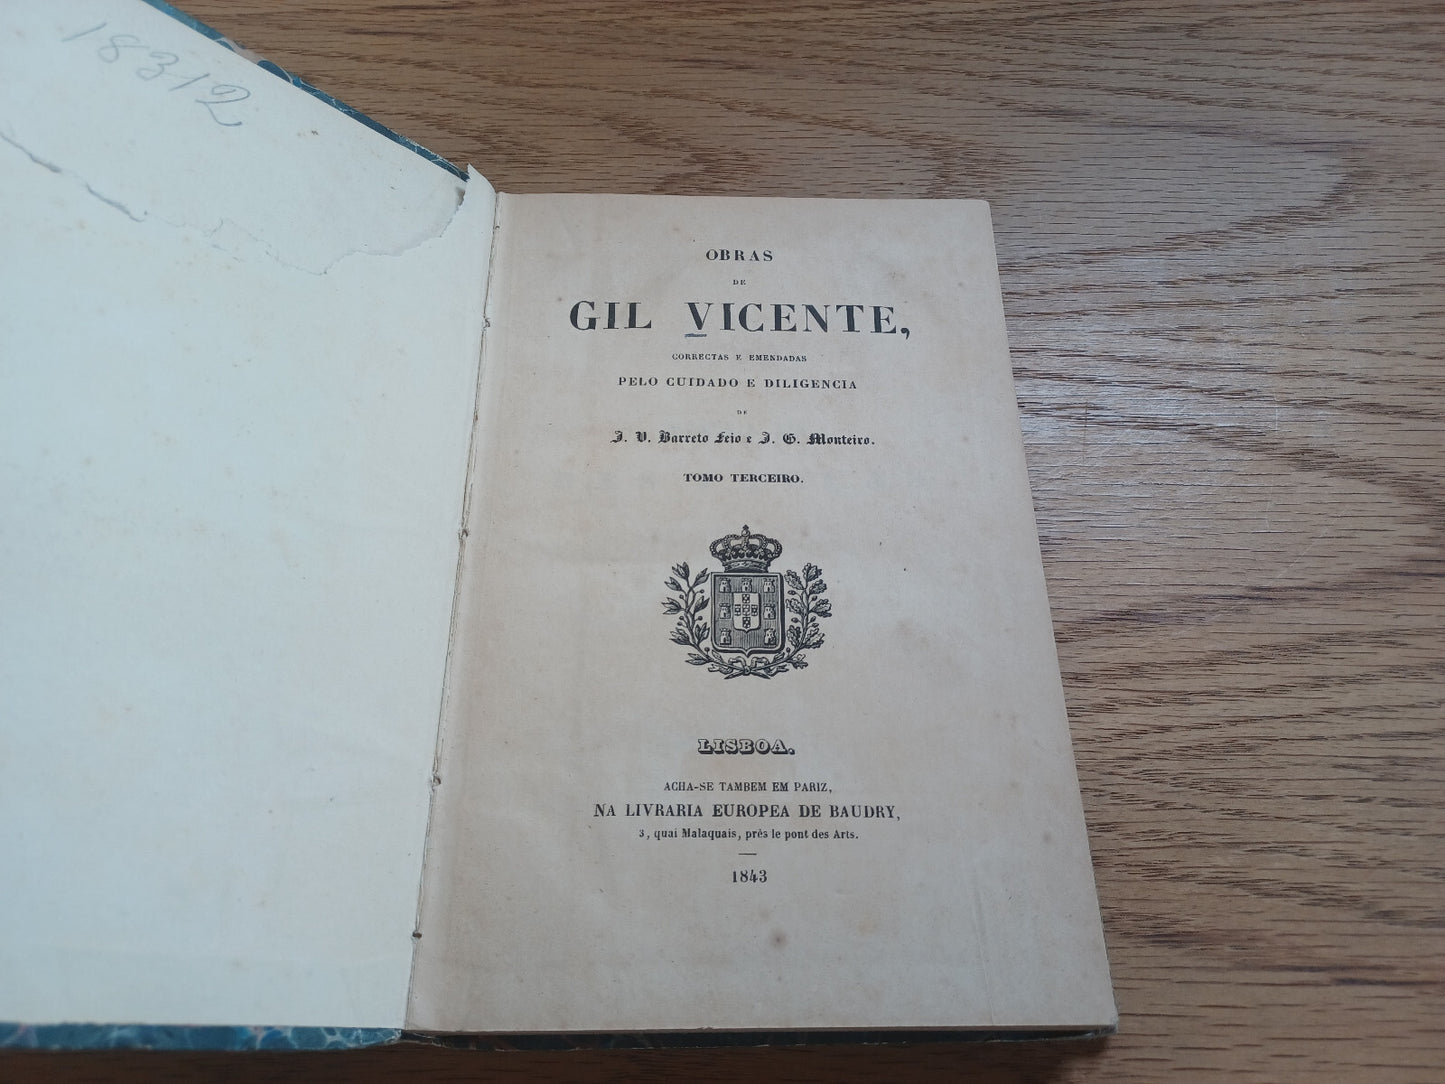 18312
OBRAS
DE
GIL VICENTE,
CORRECTAS E EMENDADAS
PELO CUIDADO E DILIGENCIA
DE
J. V. Barreto Feio e J. G. Monteiro.
TOMO TERCEIRO.
LISBOA.
ACHA-SE TAMBEM EM PARIZ,
NA LIVRARIA EUROPEA DE BAUDRY,
3, quai Malaquais, près le pont des Arts.
1843